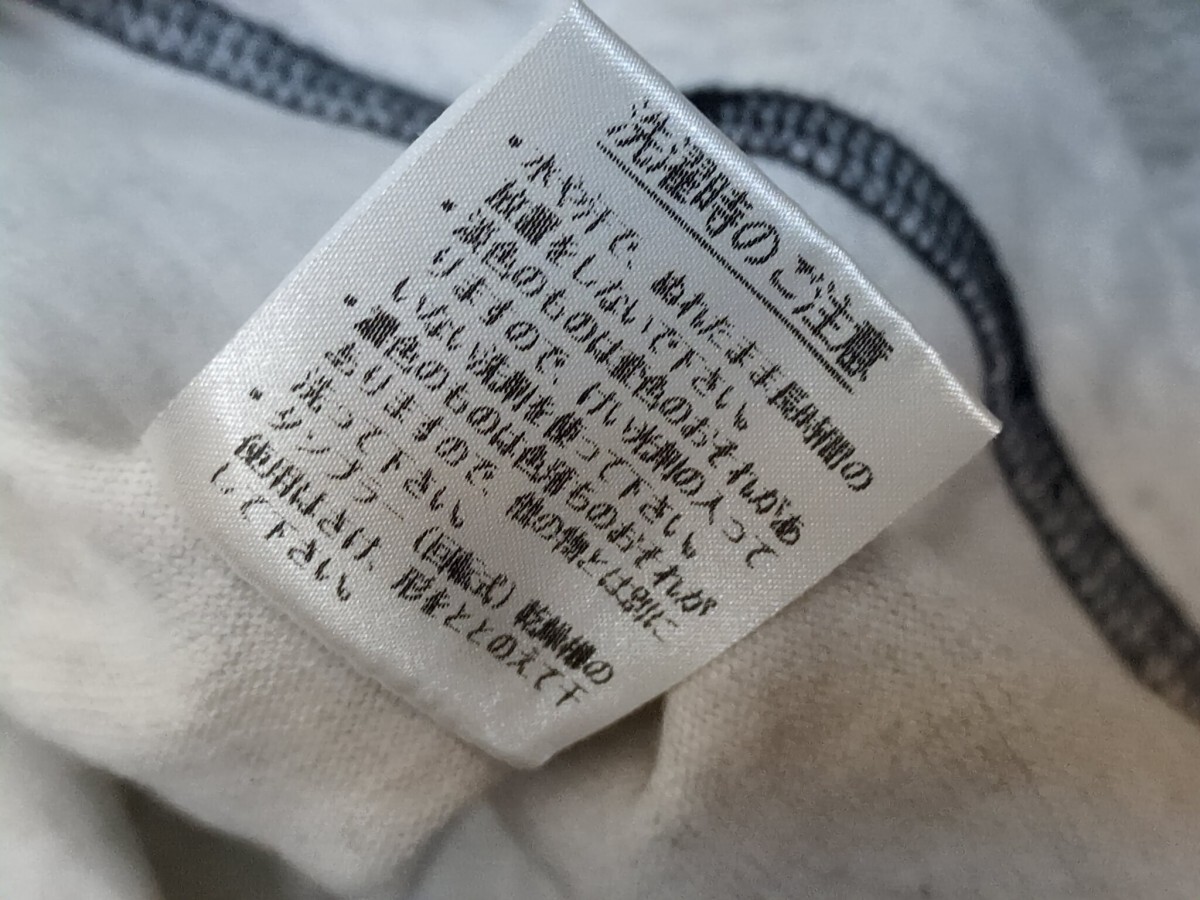 洗濯時のご注意
・水や汗で、ぬれたまま長時間の
放置をしないで下さい。
・淡色のものは変色のおそれがあ
りますので、けい光剤の入って
いない洗剤を使って下さい。
・濃色のものは色落ちのおそれが
ありますので、他の物とは別に
洗って下さい。
・タンブラー(回転式)乾燥機の
使用はさけ、形をととのえて干
して下さい。